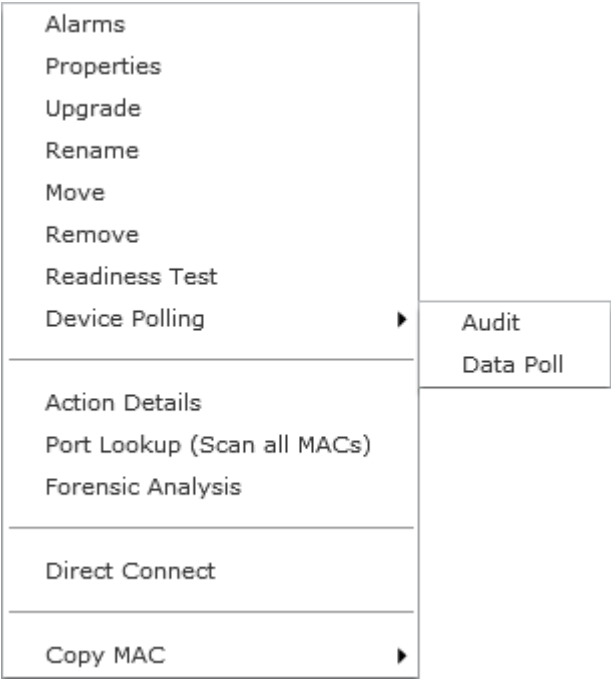 Alarms
Properties
Upgrade
Rename
Move
Remove
Readiness Test
Device Polling
Audit
Data Poll
Action Details
Port Lookup (Scan all MACs)
Forensic Analysis
Direct Connect
Copy MAC